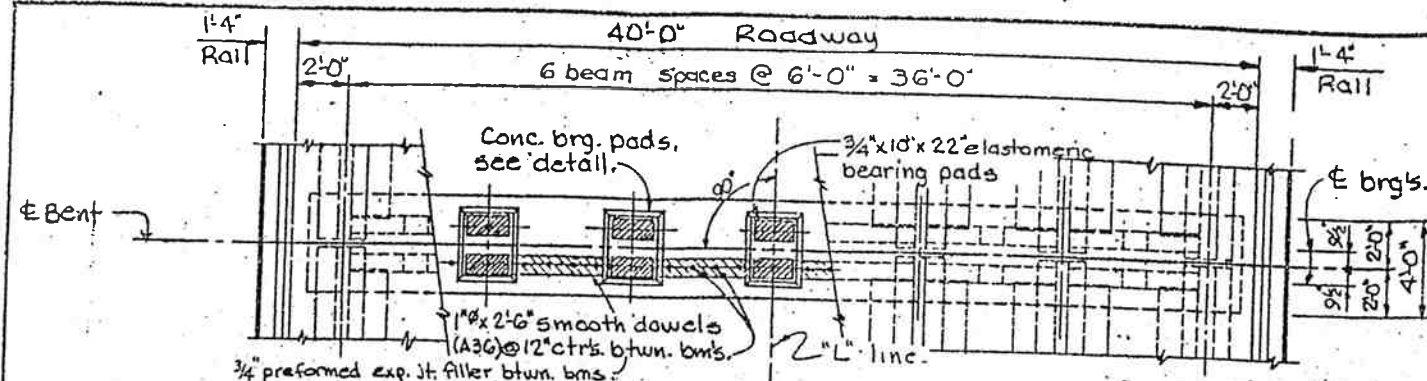 40'-0" Roadway
1'-4"
Rail
1'-4"
Rail
2'-0"
6 beam spaces @ 6'-0" = 36'-0"
2'-0"
Conc. brg. pads,
see detail.
3/4" x 10" x 22" elastomeric
bearing pads
℄ Bent
℄ brg's.
9½"
9½"
2'-0"
2'-0"
4'-0"
1"ø x 2'-6" smooth dowels
(A36) @ 12" ctrs. btwn. bm's.
"L" line.
3/4" preformed exp. jt. filler btwn. bms.